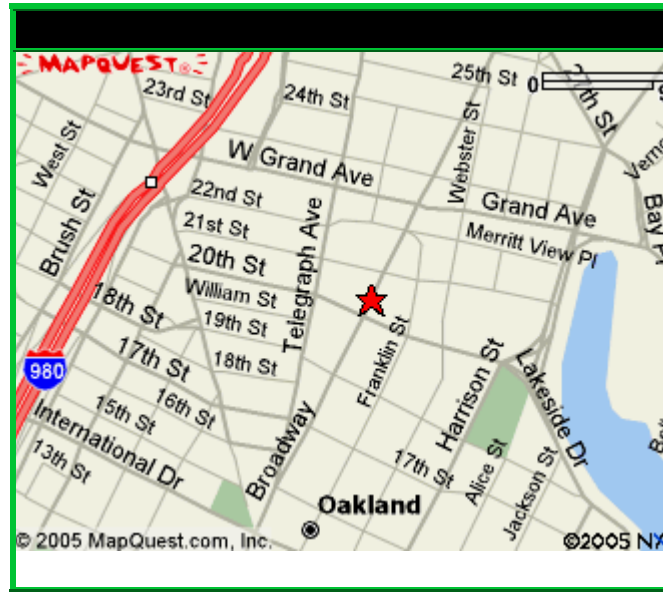 MAPQUEST®
25th St
0
27th St
23rd St
24th St
West St
W Grand Ave
Webster St
22nd St
Brush St
Grand Ave
21st St
Merritt View Pl
20th St
Telegraph Ave
William St
18th St
19th St
Franklin St
980
17th St
18th St
Harrison St
Lakeside Dr
16th St
15th St
International Dr
Broadway
17th St
Alice St
13th St
Jackson St
Oakland
© 2005 MapQuest.com, Inc.
©2005